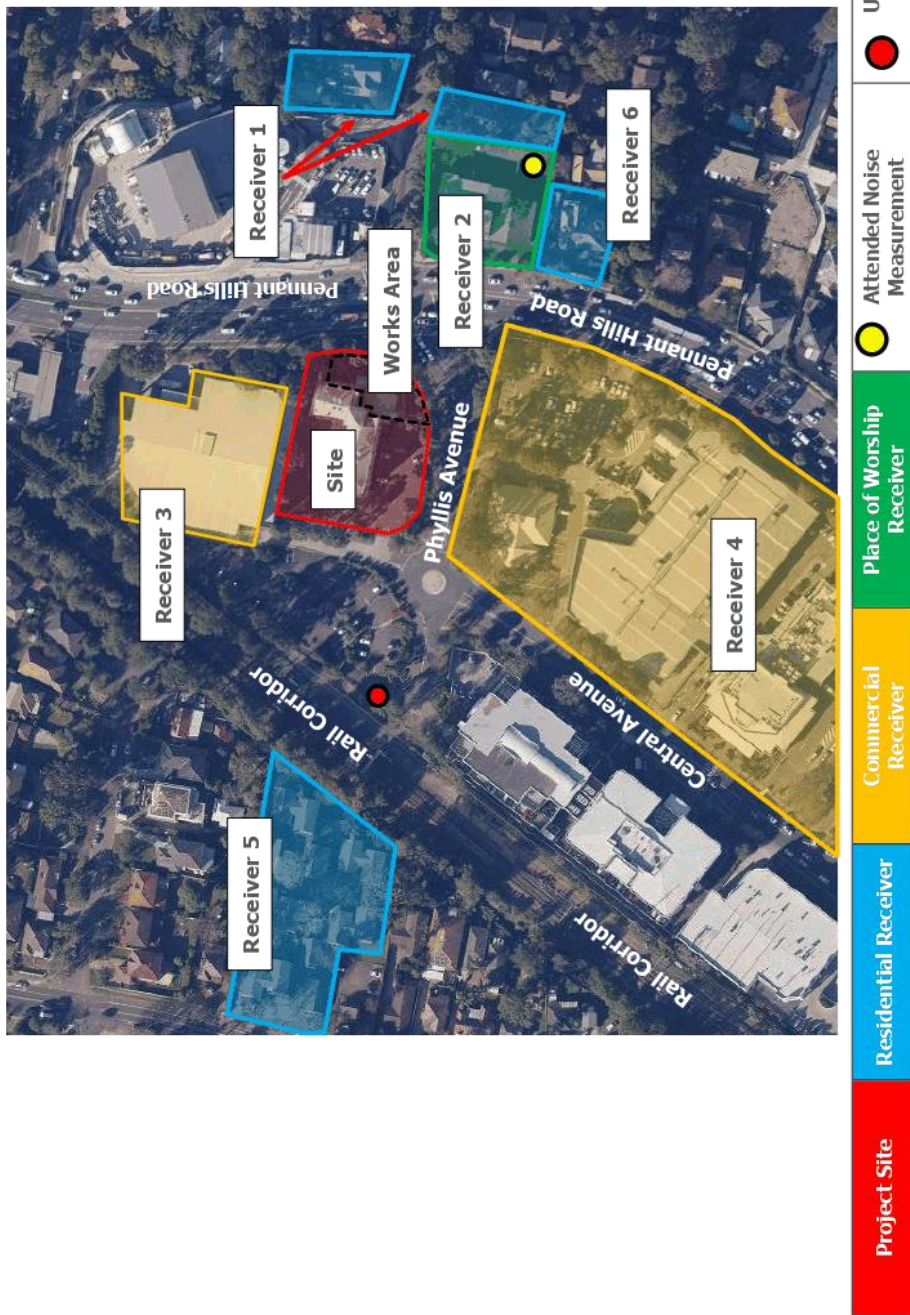 Receiver 1
Pennant Hills Road
Works Area
Receiver 2
Receiver 6
Receiver 3
Site
Phyllis Avenue
Pennant Hills Road
Rail Corridor
Receiver 4
Central Avenue
Receiver 5
Rail Corridor
Project Site
Residential Receiver
Commercial
Receiver
Place of Worship
Receiver
Attended Noise
Measurement